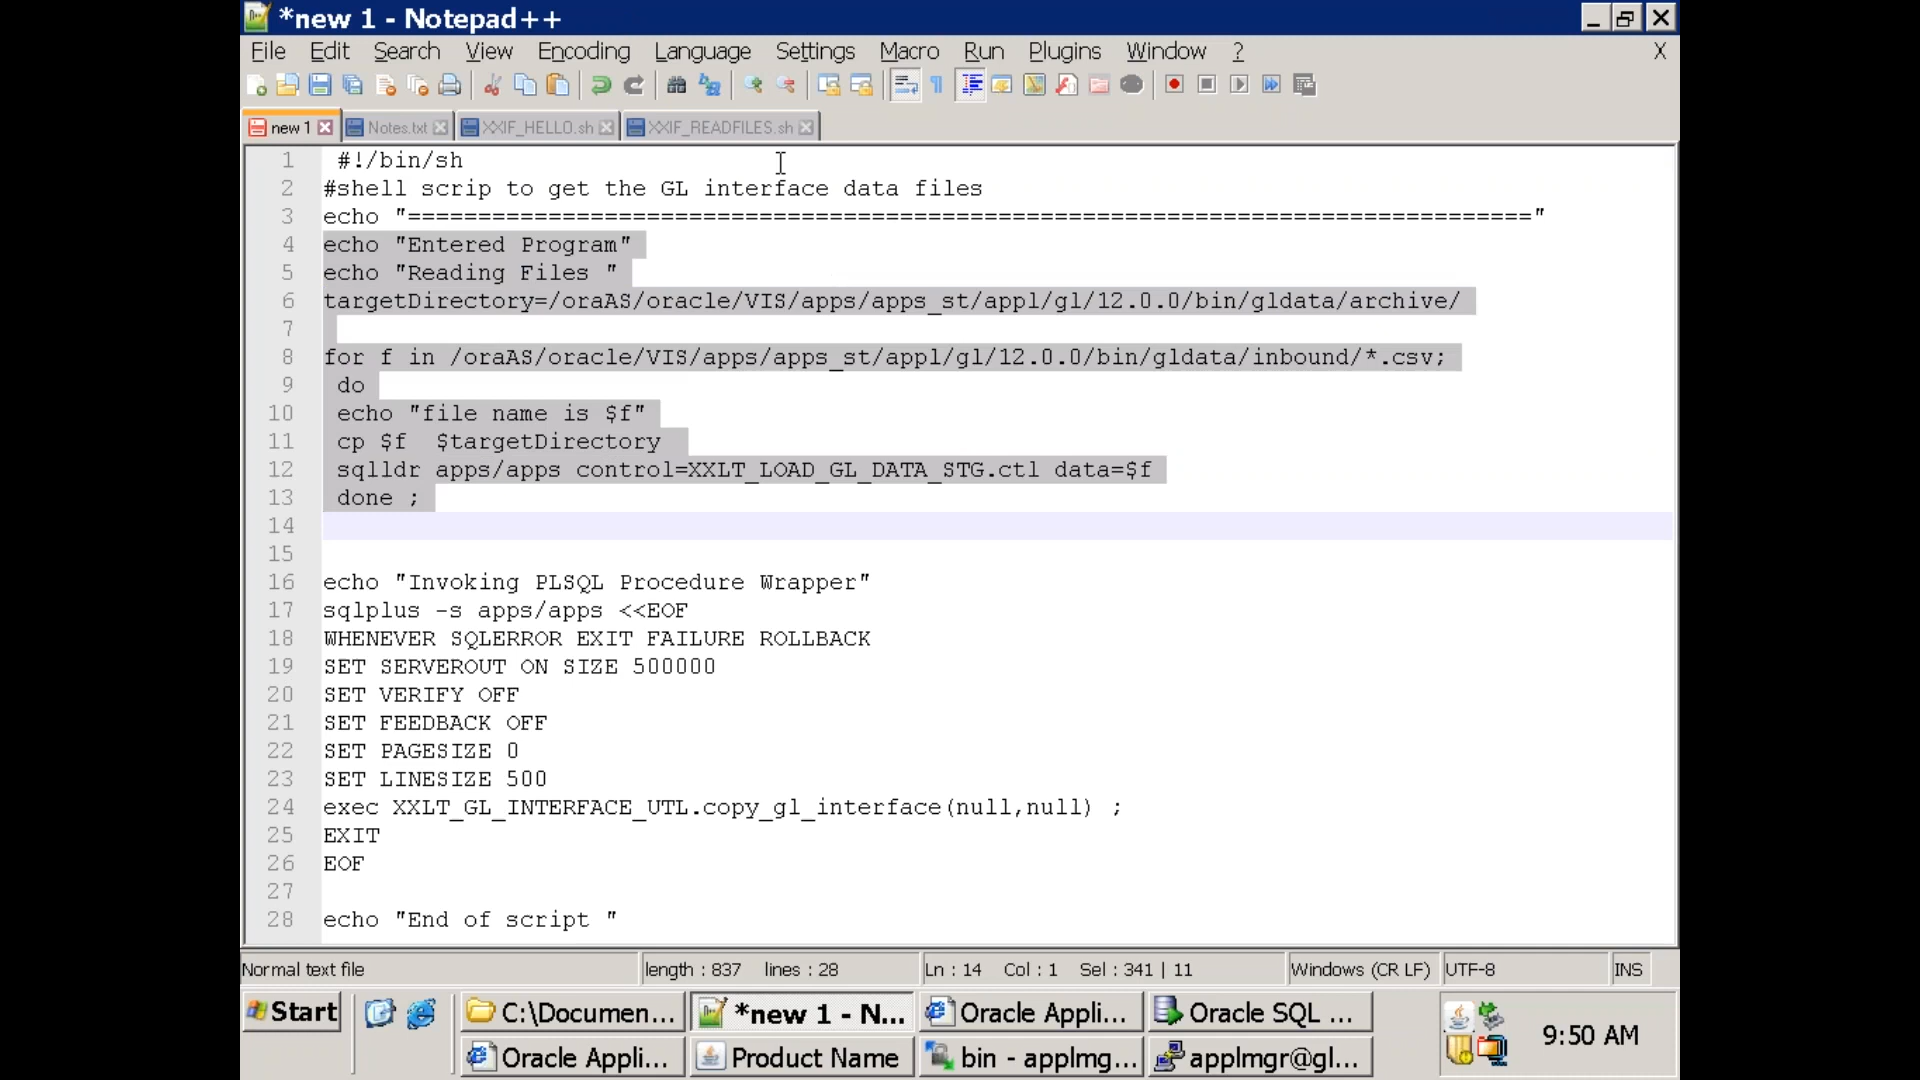 *new 1 - Notepad++
File Edit Search View Encoding Language Settings Macro Run Plugins Window ? X
new 1 Notes.txt XXIF_HELLO.sh XXIF_READFILES.sh
1 #!/bin/sh
2 #shell scrip to get the GL interface data files
3 echo "================================================================================"
4 echo "Entered Program"
5 echo "Reading Files "
6 targetDirectory=/oraAS/oracle/VIS/apps/apps_st/appl/gl/12.0.0/bin/gldata/archive/
7
8 for f in /oraAS/oracle/VIS/apps/apps_st/appl/gl/12.0.0/bin/gldata/inbound/*.csv;
9 do
10 echo "file name is $f"
11 cp $f  $targetDirectory
12 sqlldr apps/apps control=XXLT_LOAD_GL_DATA_STG.ctl data=$f
13 done ;
14
15
16 echo "Invoking PLSQL Procedure Wrapper"
17 sqlplus -s apps/apps <<EOF
18 WHENEVER SQLERROR EXIT FAILURE ROLLBACK
19 SET SERVEROUT ON SIZE 500000
20 SET VERIFY OFF
21 SET FEEDBACK OFF
22 SET PAGESIZE 0
23 SET LINESIZE 500
24 exec XXLT_GL_INTERFACE_UTL.copy_gl_interface(null,null) ;
25 EXIT
26 EOF
27
28 echo "End of script "
Normal text file length : 837 lines : 28 Ln : 14 Col : 1 Sel : 341 | 11 Windows (CR LF) UTF-8 INS
Start C:\Documen... *new 1 - N... Oracle Appli... Oracle SQL ...
Oracle Appli... Product Name bin - applmg... applmgr@gl...
9:50 AM